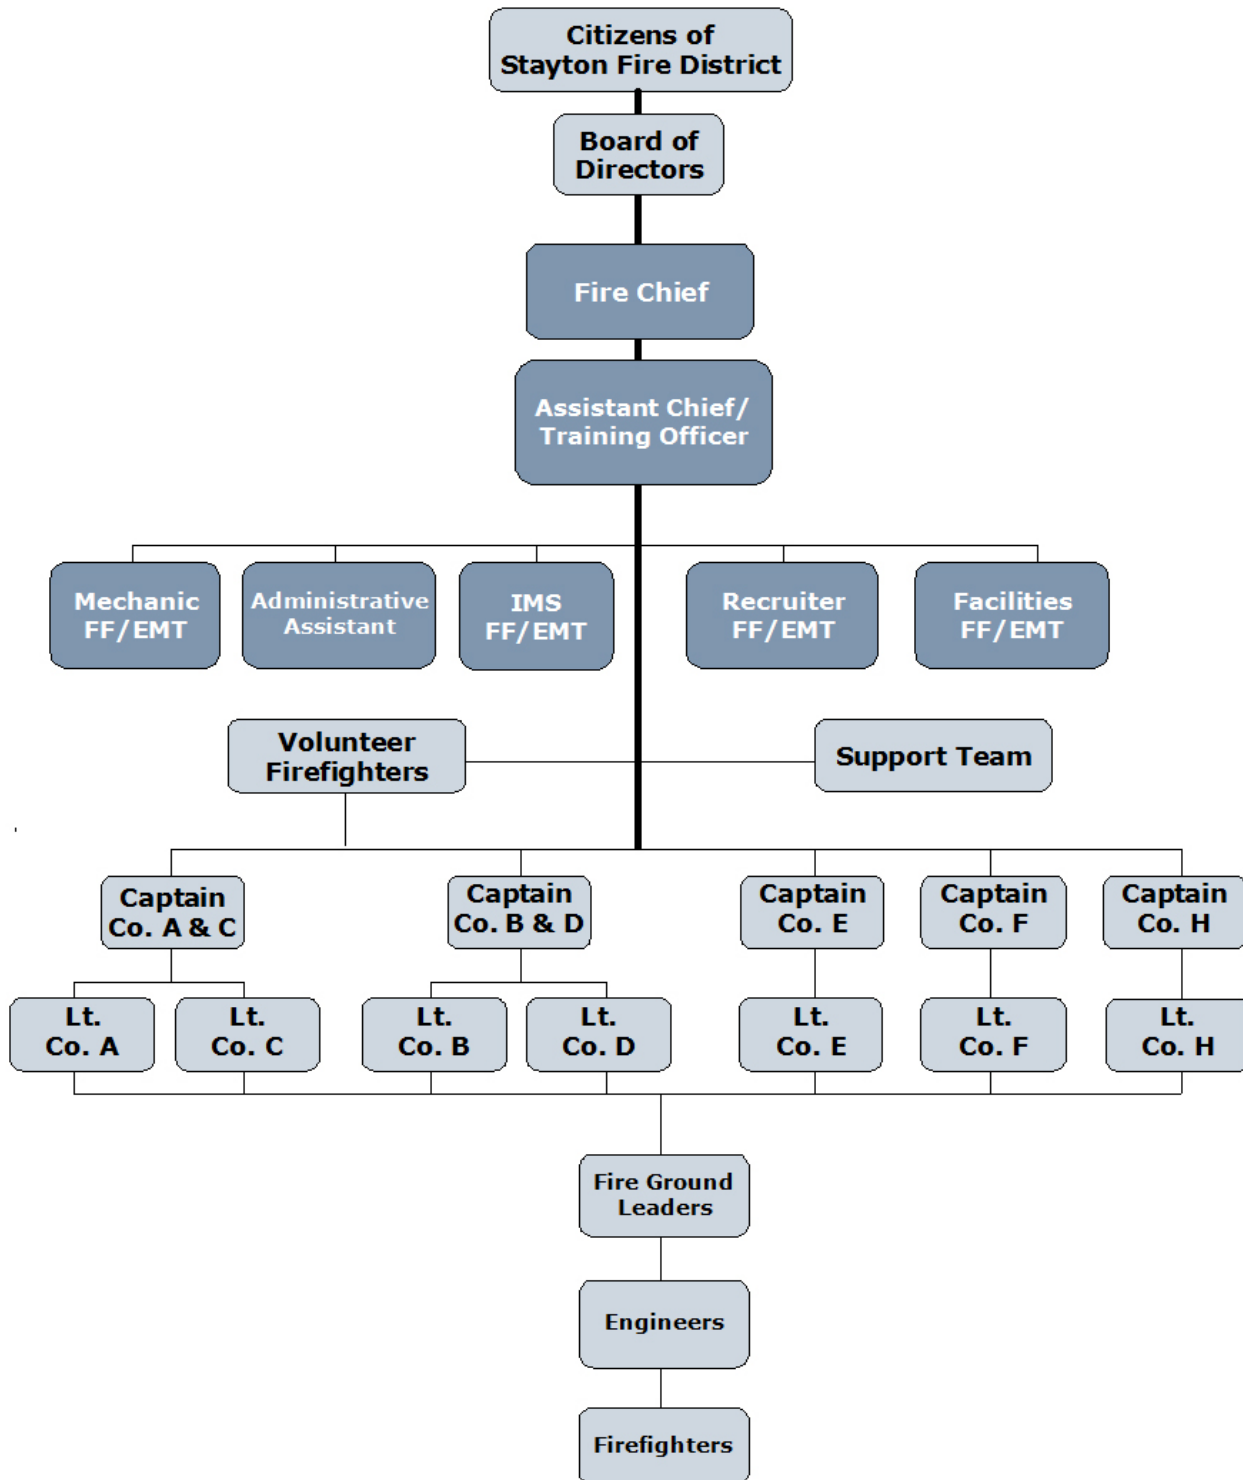 Citizens of
Stayton Fire District
Board of
Directors
Fire Chief
Assistant Chief/
Training Officer
Mechanic
FF/EMT
Administrative
Assistant
IMS
FF/EMT
Recruiter
FF/EMT
Facilities
FF/EMT
Volunteer
Firefighters
Support Team
Captain
Co. A & C
Captain
Co. B & D
Captain
Co. E
Captain
Co. F
Captain
Co. H
Lt.
Co. A
Lt.
Co. C
Lt.
Co. B
Lt.
Co. D
Lt.
Co. E
Lt.
Co. F
Lt.
Co. H
Fire Ground
Leaders
Engineers
Firefighters